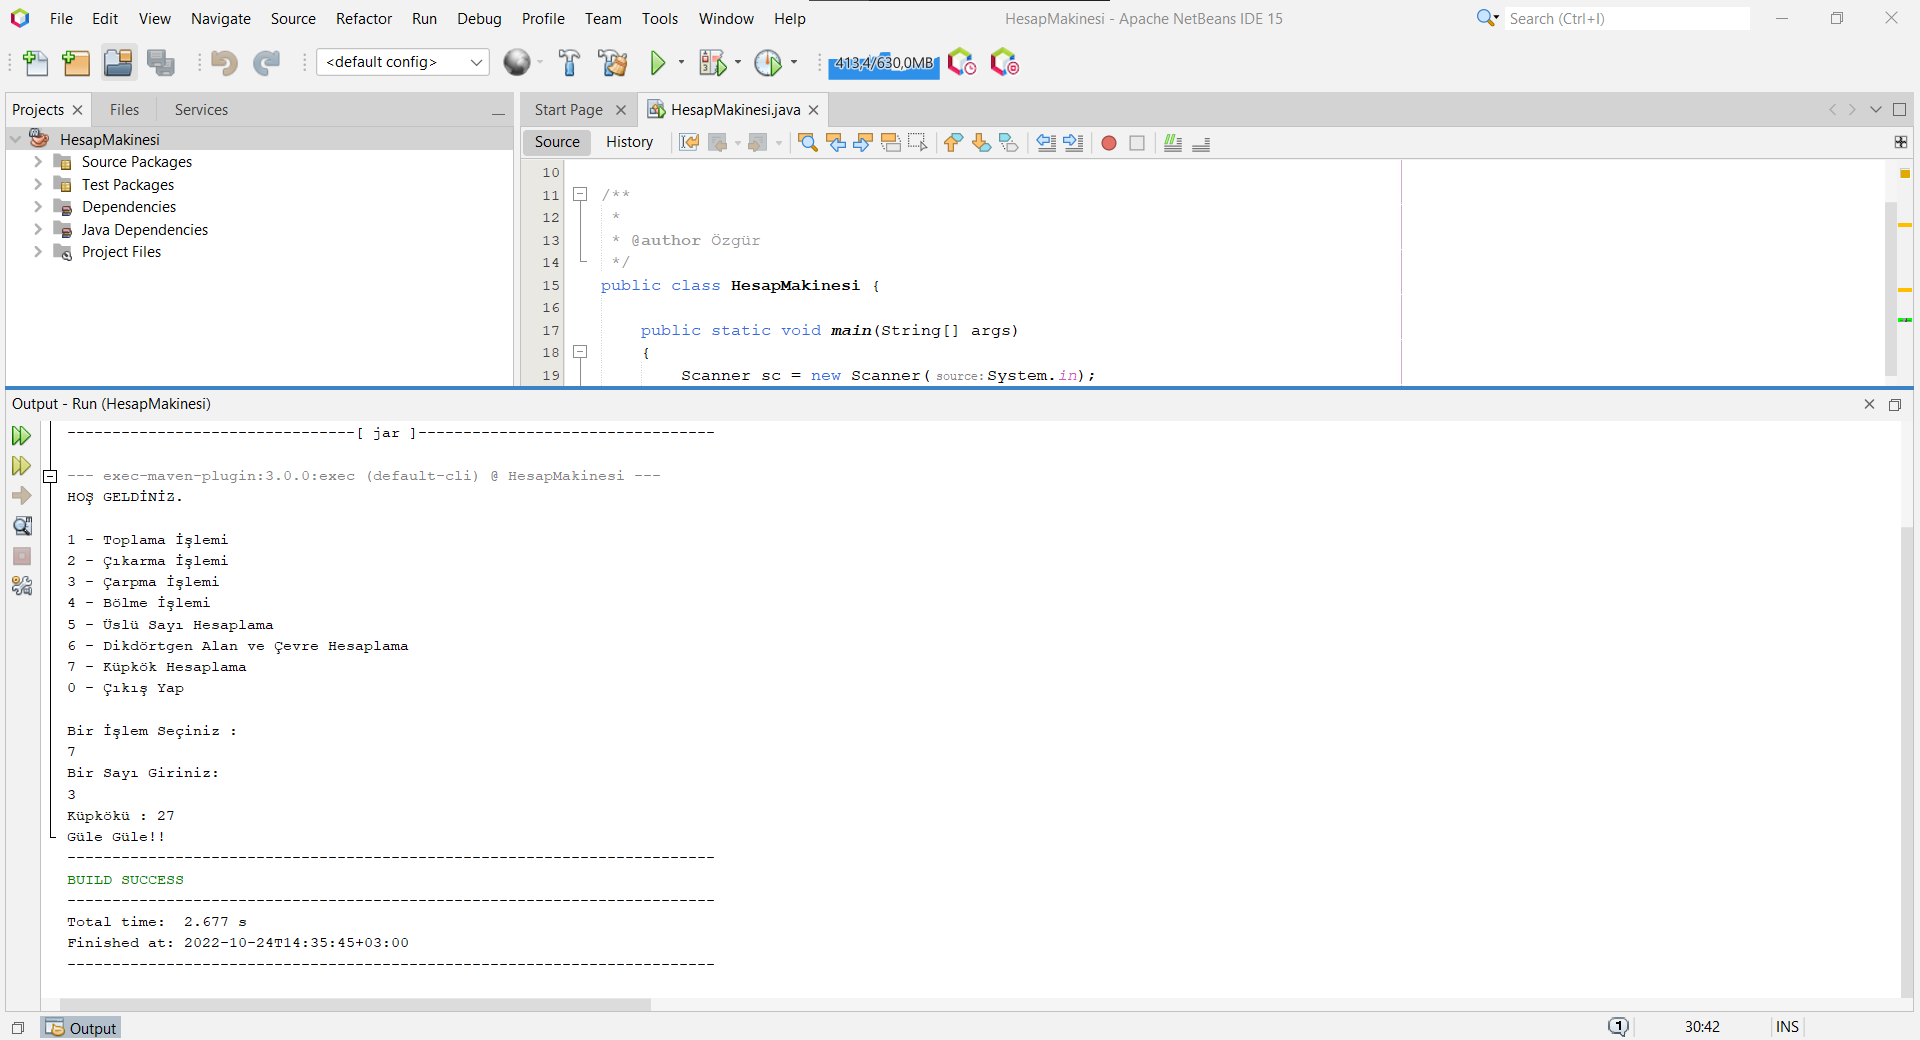 File Edit View Navigate Source Refactor Run Debug Profile Team Tools Window Help
HesapMakinesi - Apache NetBeans IDE 15
Search (Ctrl+I)
<default config>
413,4/630,0MB
Projects Files Services
HesapMakinesi
Source Packages
Test Packages
Dependencies
Java Dependencies
Project Files
Start Page HesapMakinesi.java
Source History
10
11 /**
12 *
13 * @author Özgür
14 */
15 public class HesapMakinesi {
16
17 public static void main(String[] args)
18 {
19 Scanner sc = new Scanner( source: System.in);
Output - Run (HesapMakinesi)
--------------------------------[ jar ]---------------------------------
--- exec-maven-plugin:3.0.0:exec (default-cli) @ HesapMakinesi ---
HOŞ GELDİNİZ.
1 - Toplama İşlemi
2 - Çıkarma İşlemi
3 - Çarpma İşlemi
4 - Bölme İşlemi
5 - Üslü Sayı Hesaplama
6 - Dikdörtgen Alan ve Çevre Hesaplama
7 - Küpkök Hesaplama
0 - Çıkış Yap
Bir İşlem Seçiniz :
7
Bir Sayı Giriniz:
3
Küpkökü : 27
Güle Güle!!
------------------------------------------------------------------------
BUILD SUCCESS
------------------------------------------------------------------------
Total time:  2.677 s
Finished at: 2022-10-24T14:35:45+03:00
------------------------------------------------------------------------
Output
1
30:42
INS